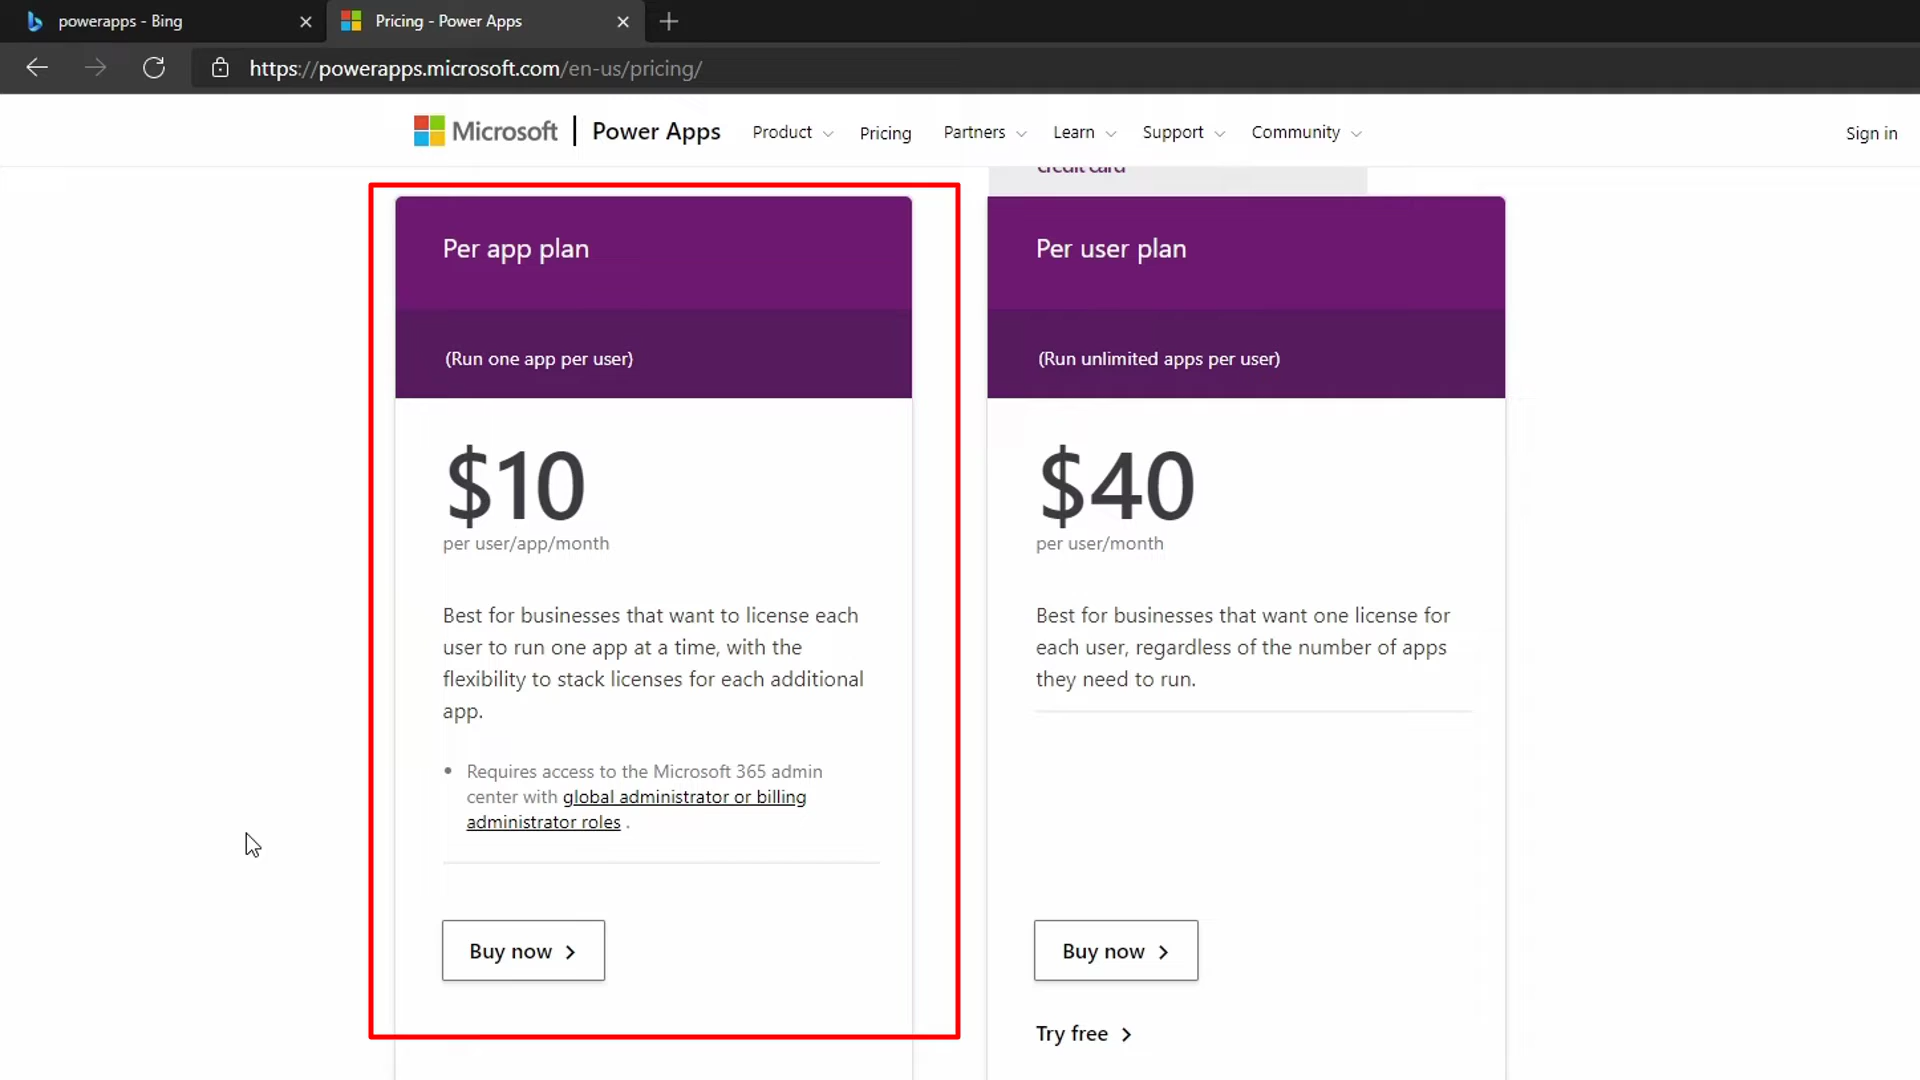 powerapps - Bing
Pricing - Power Apps
https://powerapps.microsoft.com/en-us/pricing/
Microsoft
Power Apps
Product
Pricing
Partners
Learn
Support
Community
Sign in
credit card
Per app plan
(Run one app per user)
$10
per user/app/month
Best for businesses that want to license each
user to run one app at a time, with the
flexibility to stack licenses for each additional
app.
• Requires access to the Microsoft 365 admin
center with global administrator or billing
administrator roles .
Buy now
Per user plan
(Run unlimited apps per user)
$40
per user/month
Best for businesses that want one license for
each user, regardless of the number of apps
they need to run.
Buy now
Try free